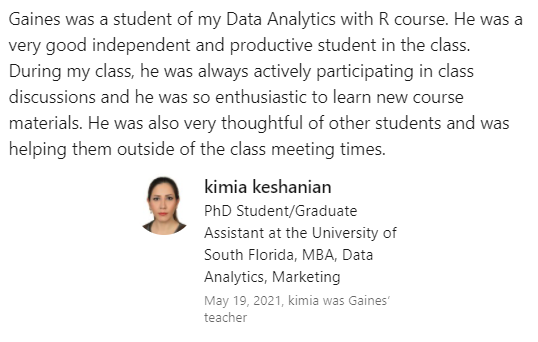 Gaines was a student of my Data Analytics with R course. He was a
very good independent and productive student in the class.
During my class, he was always actively participating in class
discussions and he was so enthusiastic to learn new course
materials. He was also very thoughtful of other students and was
helping them outside of the class meeting times.
kimia keshanian
PhD Student/Graduate
Assistant at the University of
South Florida, MBA, Data
Analytics, Marketing
May 19, 2021, kimia was Gaines'
teacher